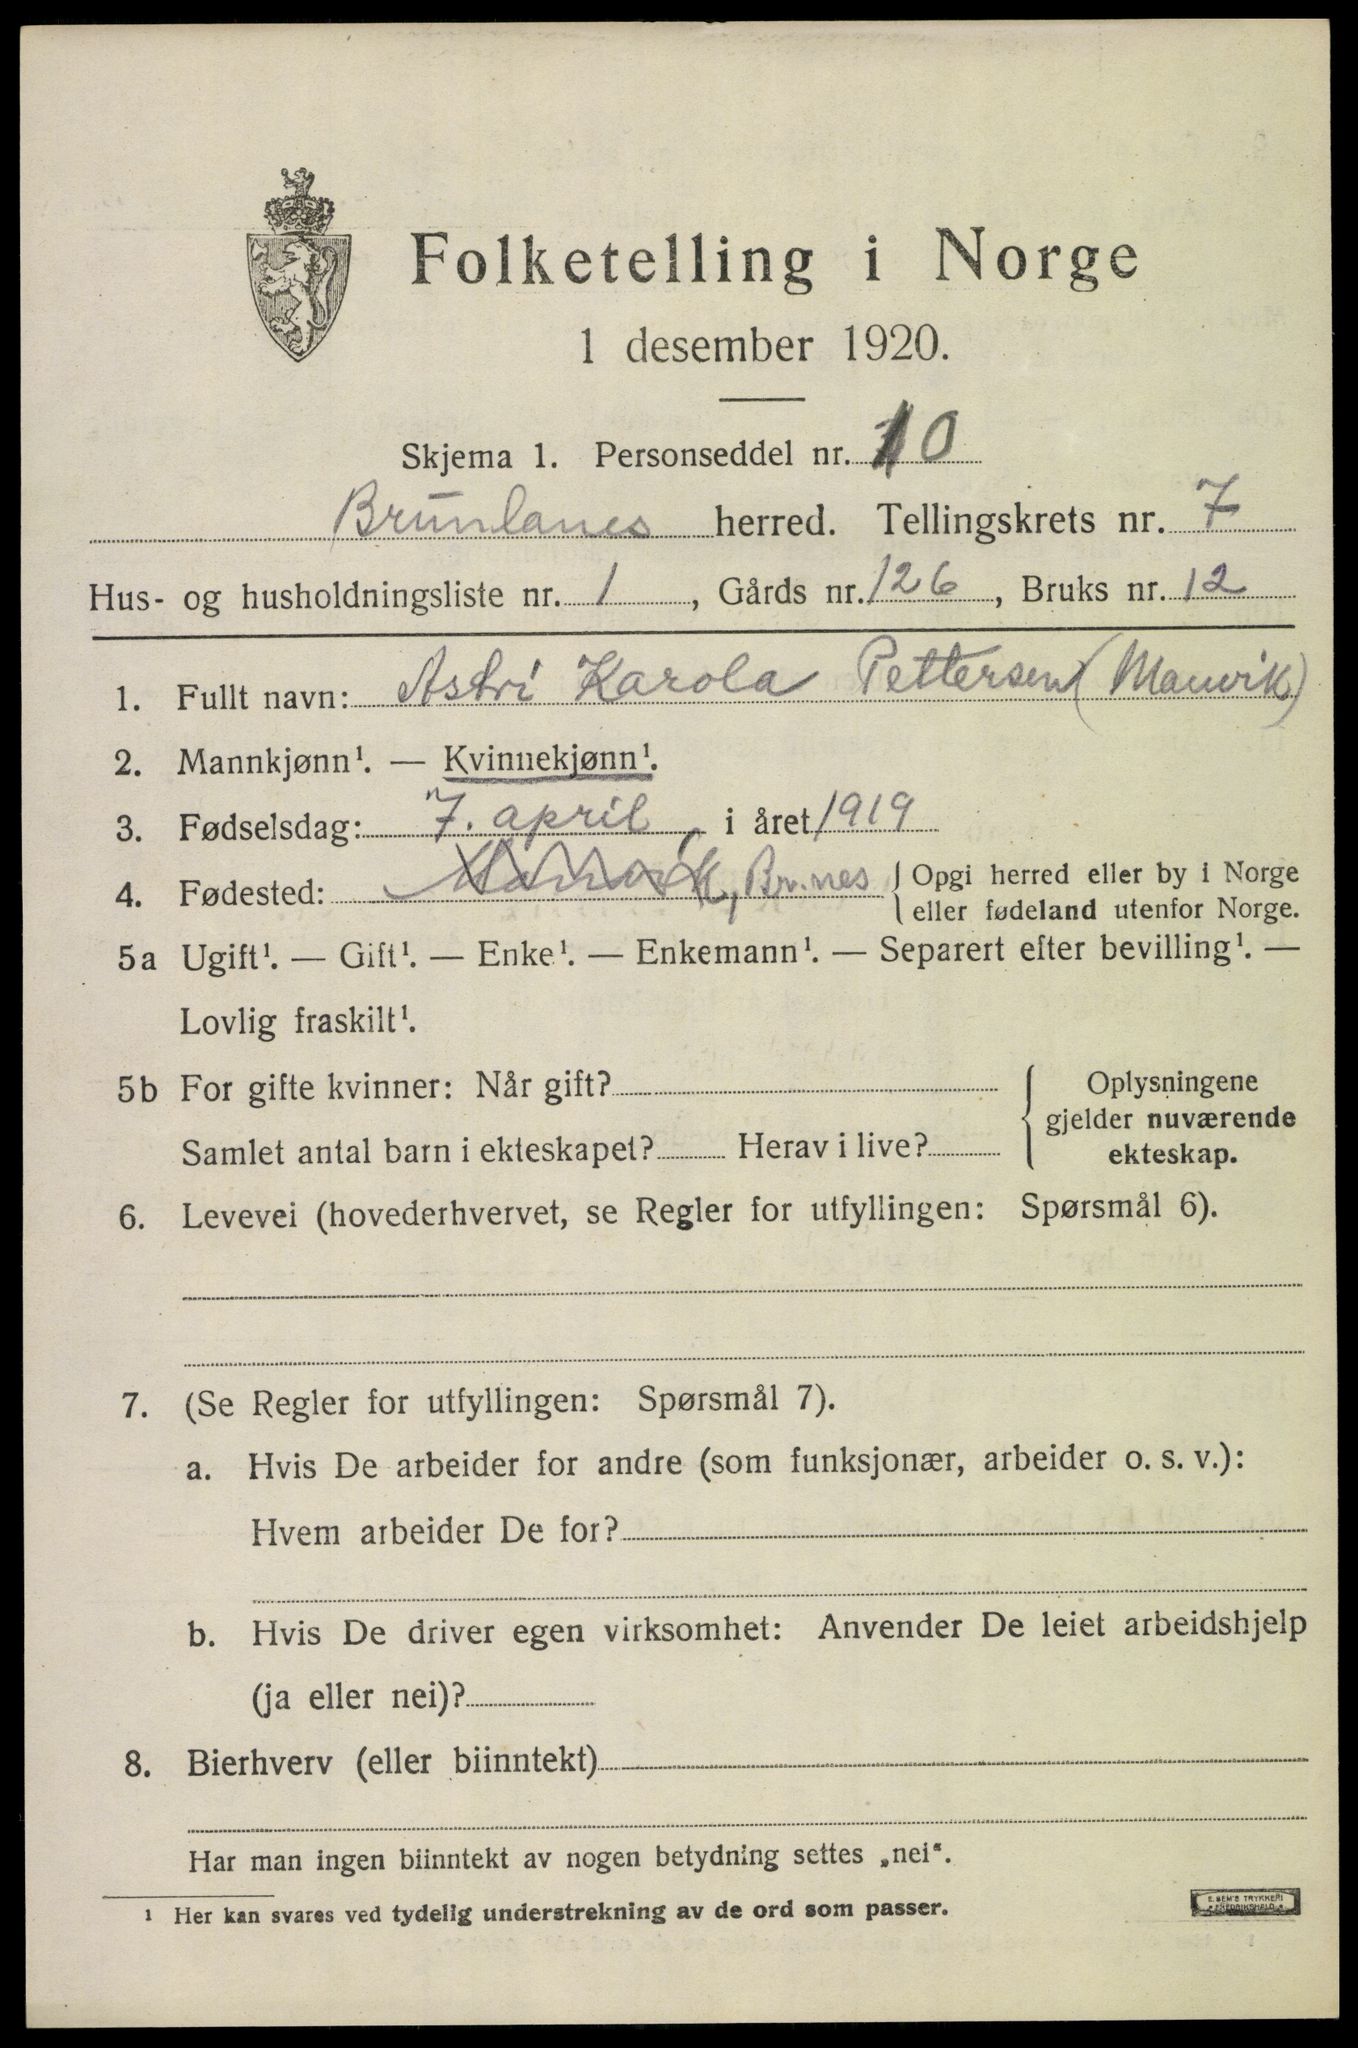 Folketelling i Norge
1 desember 1920.
Skjema 1. Personseddel nr. 10
Brunlanes herred. Tellingskrets nr. 7
Hus- og husholdningsliste nr. 1, Gårds nr. 126, Bruks nr. 12
1. Fullt navn: Astri Karola Pettersen (Manvik)
2. Mannkjønn¹. — Kvinnekjønn¹.
3. Fødselsdag: 7. april, i året 1919
4. Fødested: Manvik, Br.nes { Opgi herred eller by i Norge
eller fødeland utenfor Norge.
5a Ugift¹. — Gift¹. — Enke¹. — Enkemann¹. — Separert efter bevilling¹. —
Lovlig fraskilt¹.
5b For gifte kvinner: Når gift? { Oplysningene
gjelder nuværende
Samlet antal barn i ekteskapet? Herav i live? ekteskap.
6. Levevei (hovederhvervet, se Regler for utfyllingen: Spørsmål 6).
7. (Se Regler for utfyllingen: Spørsmål 7).
a. Hvis De arbeider for andre (som funksjonær, arbeider o. s. v.):
Hvem arbeider De for?
b. Hvis De driver egen virksomhet: Anvender De leiet arbeidshjelp
(ja eller nei)?
8. Bierhverv (eller biinntekt)
Har man ingen biinntekt av nogen betydning settes „nei“.
¹ Her kan svares ved tydelig understrekning av de ord som passer.
E. SEM'S TRYKKERI
FREDRIKSHALD